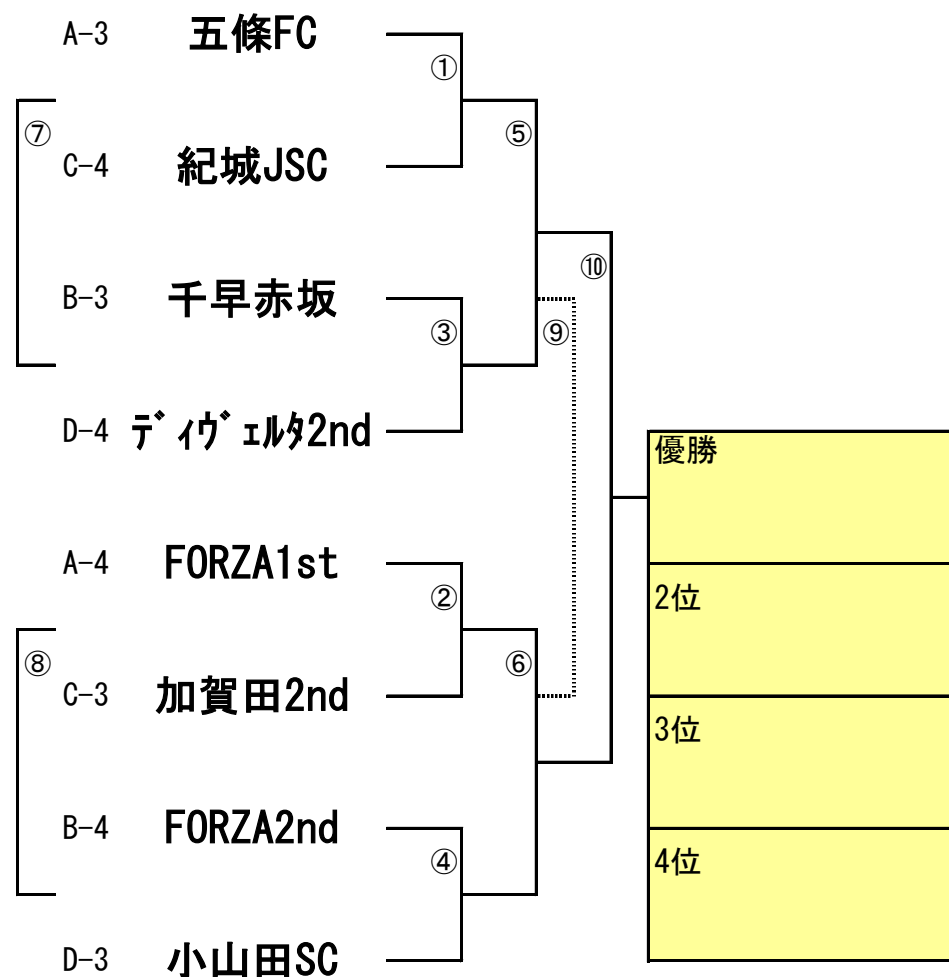 A-3 五條FC
①
⑦
⑤
C-4 紀城JSC
⑩
B-3 千早赤坂
③
⑨
D-4 ディヴェルタ2nd
優勝
A-4 FORZA1st
②
2位
⑧
⑥
C-3 加賀田2nd
3位
B-4 FORZA2nd
④
4位
D-3 小山田SC